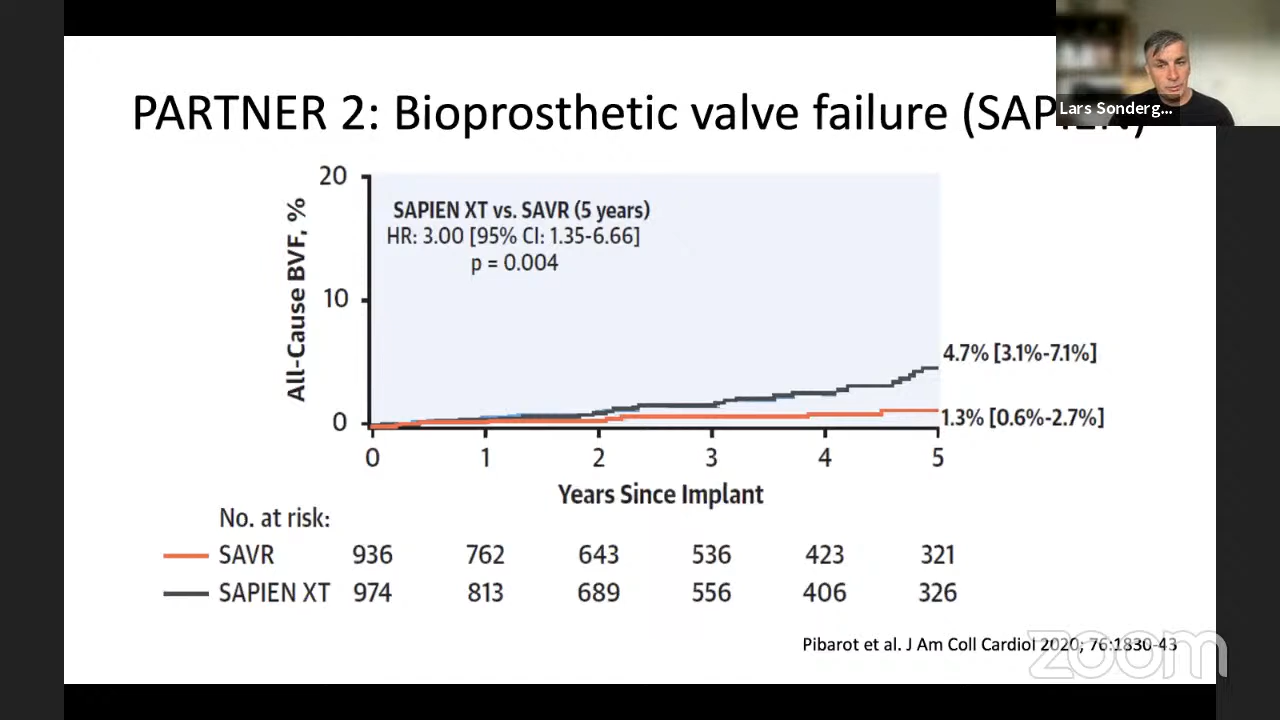 Lars Sonderg...
PARTNER 2: Bioprosthetic valve failure (SAPIEN)
All-Cause BVF, %
20
10
0
SAPIEN XT vs. SAVR (5 years)
HR: 3.00 [95% CI: 1.35-6.66]
p = 0.004
4.7% [3.1%-7.1%]
1.3% [0.6%-2.7%]
0 1 2 3 4 5
Years Since Implant
No. at risk:
SAVR 936 762 643 536 423 321
SAPIEN XT 974 813 689 556 406 326
Pibarot et al. J Am Coll Cardiol 2020; 76:1830-43
zoom